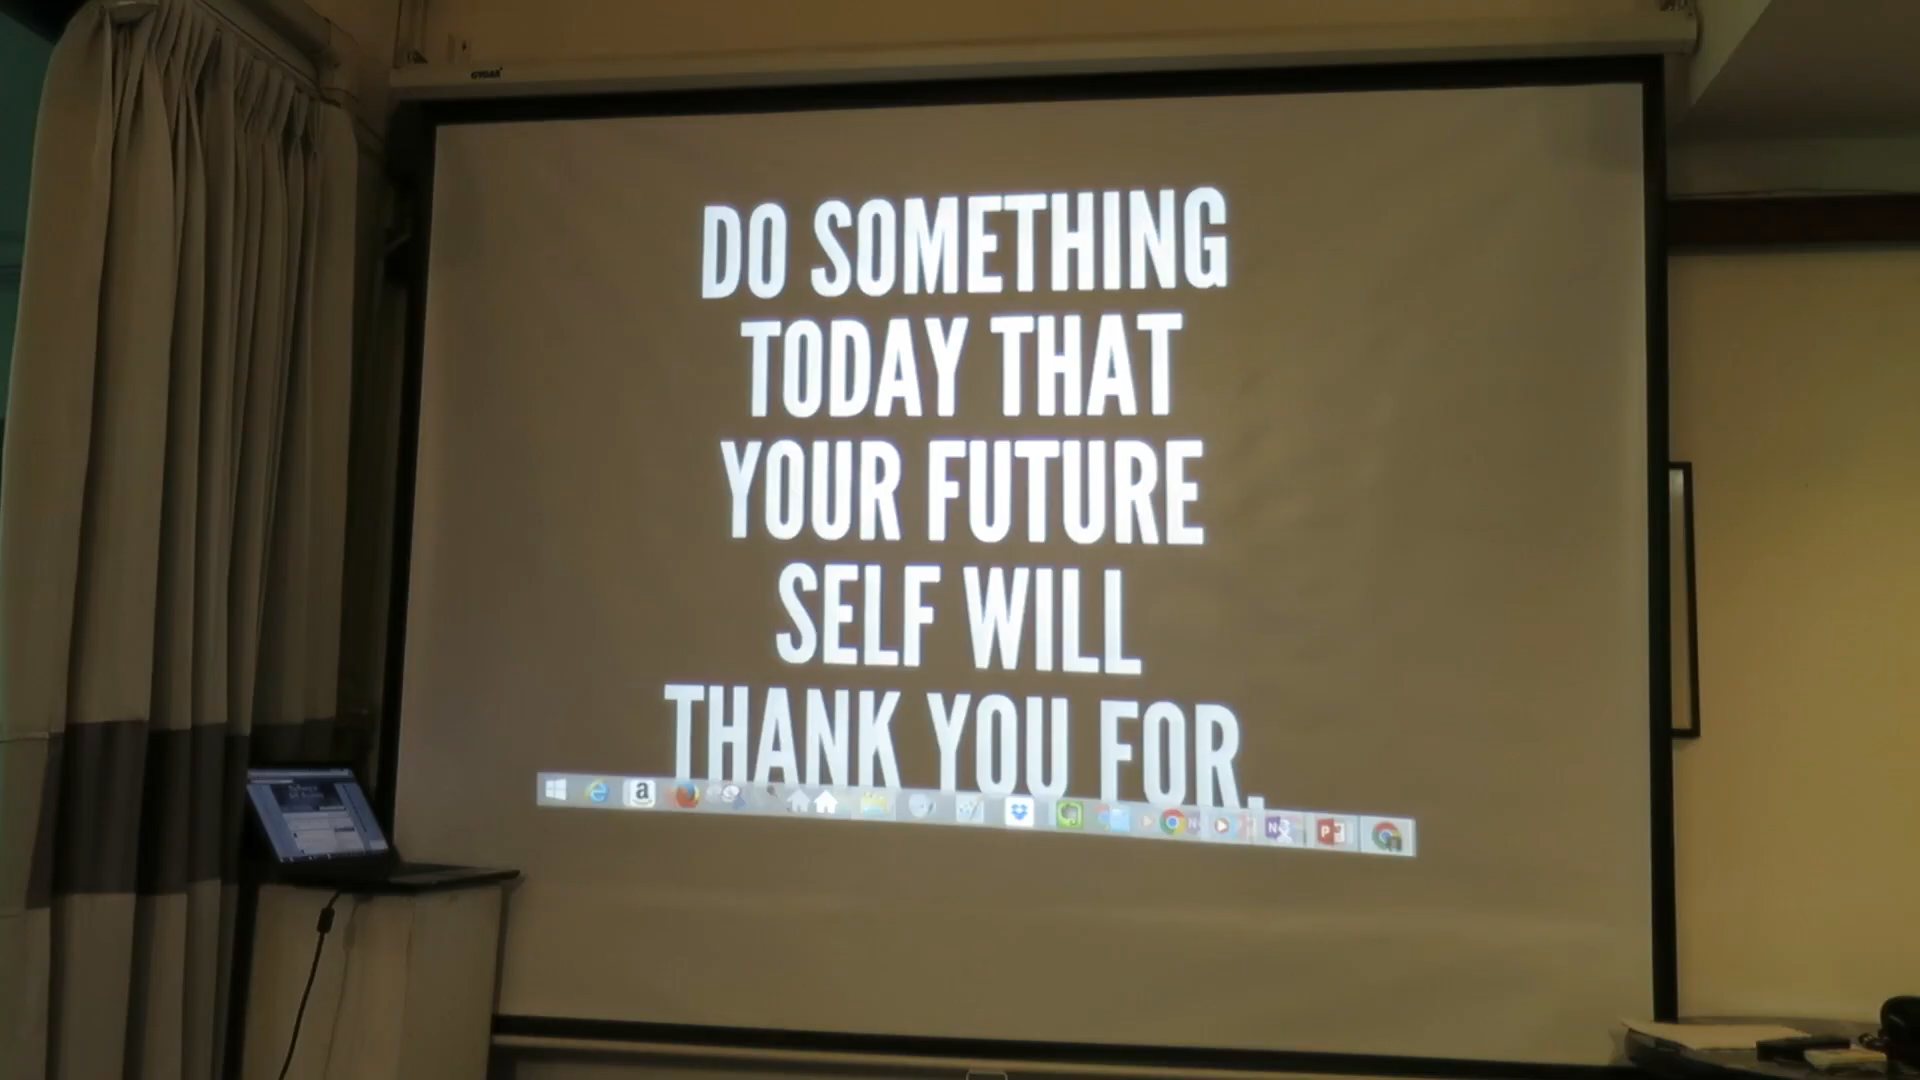 DO SOMETHING
TODAY THAT
YOUR FUTURE
SELF WILL
THANK YOU FOR.